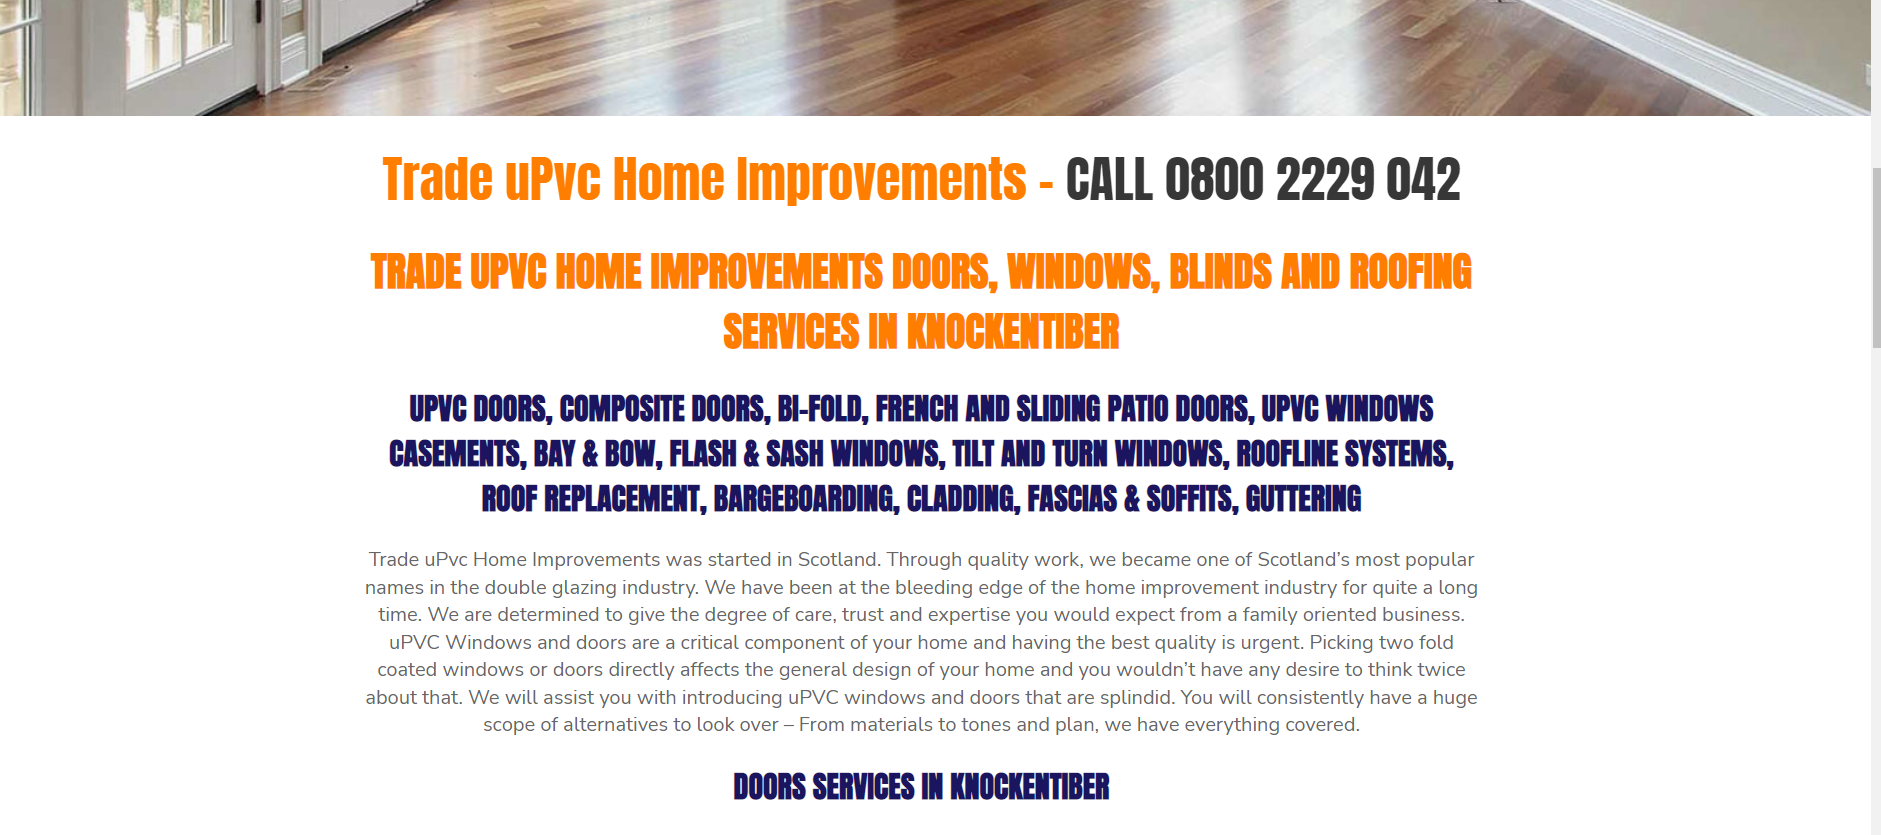 Trade uPvc Home Improvements - CALL 0800 2229 042
TRADE UPVC HOME IMPROVEMENTS DOORS, WINDOWS, BLINDS AND ROOFING
SERVICES IN KNOCKENTIBER
UPVC DOORS, COMPOSITE DOORS, BI-FOLD, FRENCH AND SLIDING PATIO DOORS, UPVC WINDOWS
CASEMENTS, BAY & BOW, FLASH & SASH WINDOWS, TILT AND TURN WINDOWS, ROOFLINE SYSTEMS,
ROOF REPLACEMENT, BARGEBOARDING, CLADDING, FASCIAS & SOFFITS, GUTTERING
Trade uPvc Home Improvements was started in Scotland. Through quality work, we became one of Scotland’s most popular
names in the double glazing industry. We have been at the bleeding edge of the home improvement industry for quite a long
time. We are determined to give the degree of care, trust and expertise you would expect from a family oriented business.
uPVC Windows and doors are a critical component of your home and having the best quality is urgent. Picking two fold
coated windows or doors directly affects the general design of your home and you wouldn’t have any desire to think twice
about that. We will assist you with introducing uPVC windows and doors that are splindid. You will consistently have a huge
scope of alternatives to look over – From materials to tones and plan, we have everything covered.
DOORS SERVICES IN KNOCKENTIBER